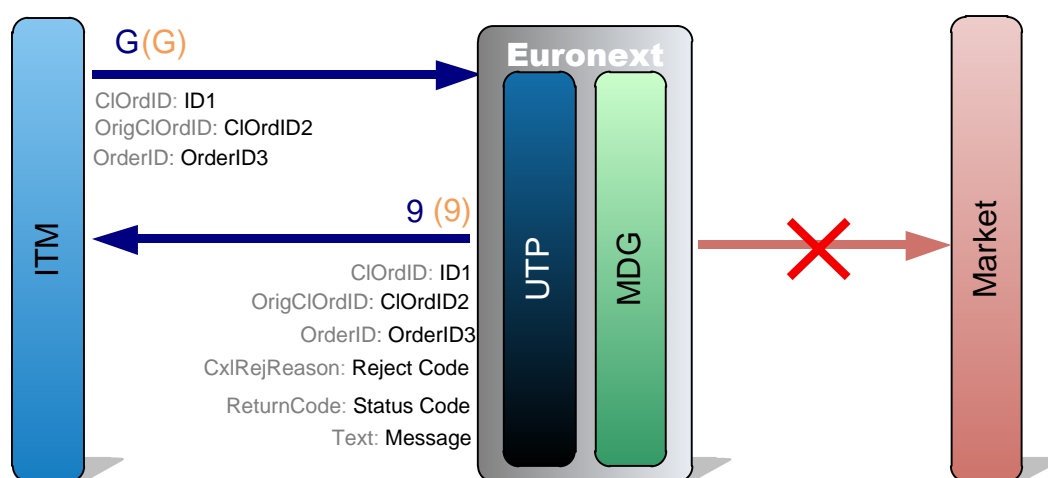 G(G)
Euronext
ClOrdID: ID1
OrigClOrdID: ClOrdID2
OrderID: OrderID3
9 (9)
ITM
UTP
MDG
Market
ClOrdID: ID1
OrigClOrdID: ClOrdID2
OrderID: OrderID3
CxlRejReason: Reject Code
ReturnCode: Status Code
Text: Message